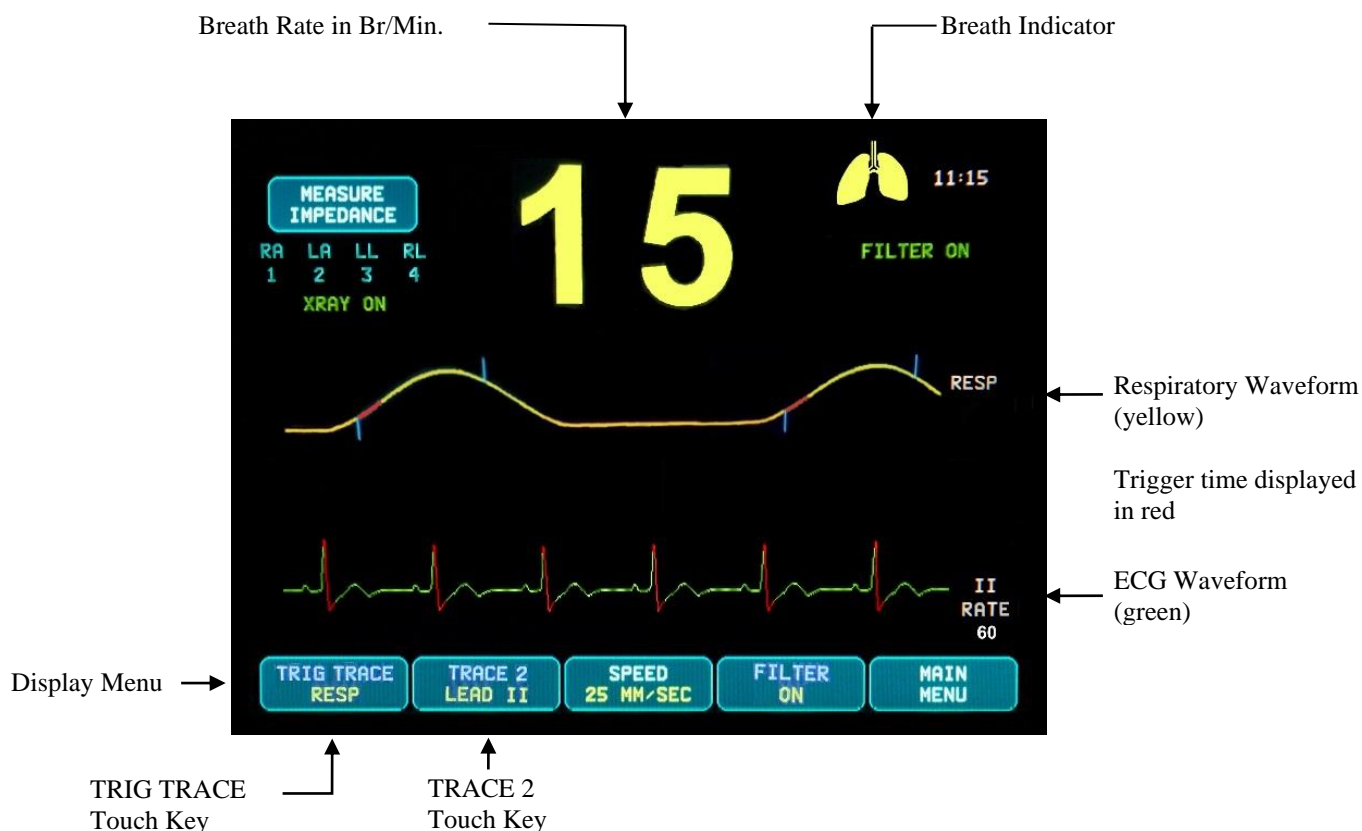 Breath Rate in Br/Min.
Breath Indicator
MEASURE
IMPEDANCE
RA LA LL RL
1 2 3 4
XRAY ON
15
11:15
FILTER ON
RESP
Respiratory Waveform
(yellow)
Trigger time displayed
in red
II
RATE
60
ECG Waveform
(green)
Display Menu
TRIG TRACE
RESP
TRACE 2
LEAD II
SPEED
25 MM/SEC
FILTER
ON
MAIN
MENU
TRIG TRACE
Touch Key
TRACE 2
Touch Key